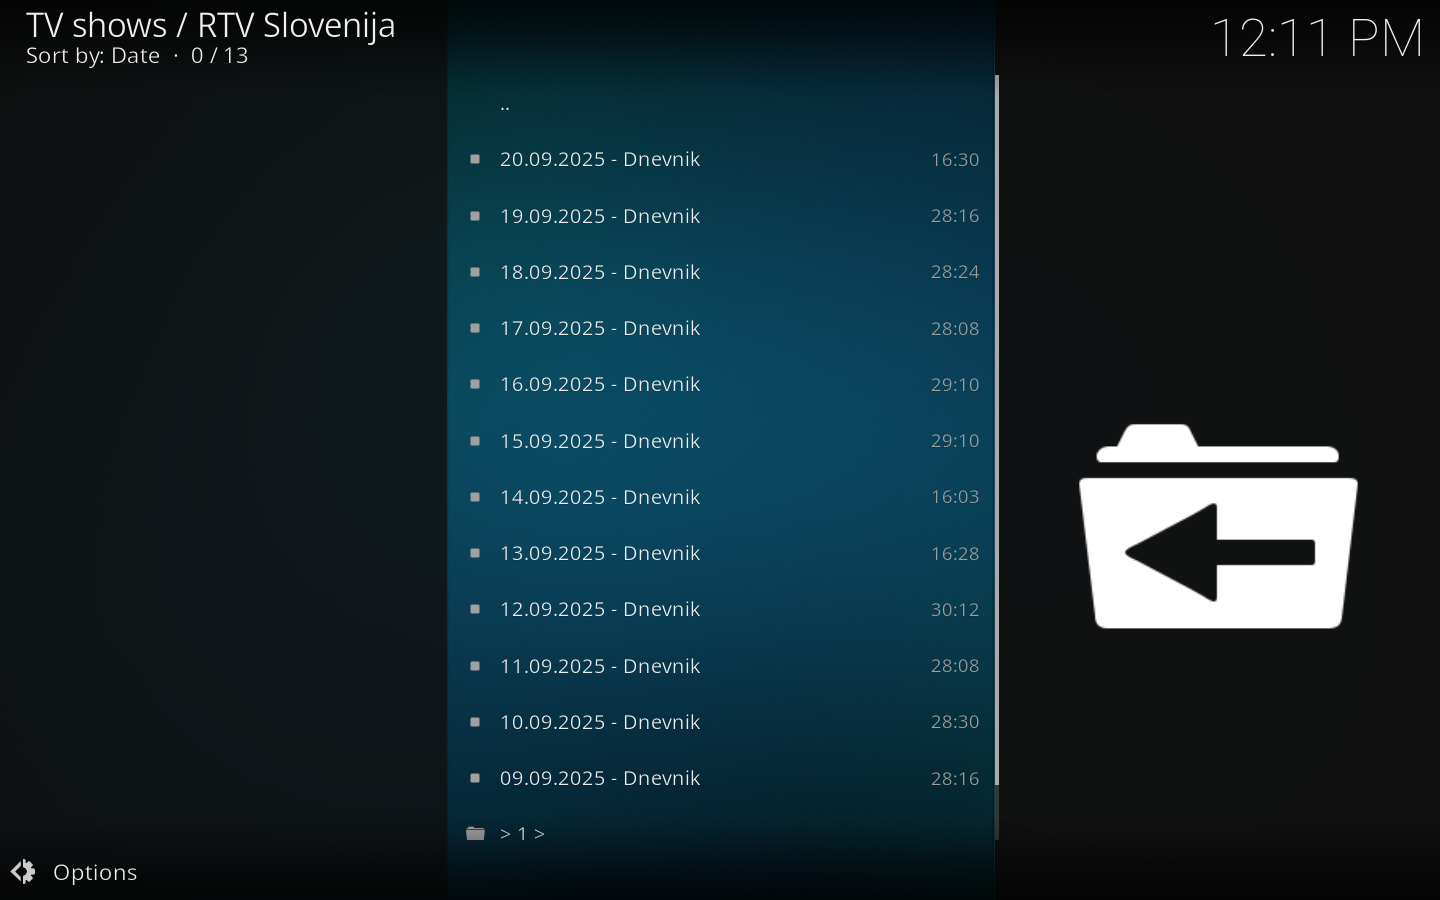 TV shows / RTV Slovenija
Sort by: Date · 0 / 13
12:11 PM
..
20.09.2025 - Dnevnik 16:30
19.09.2025 - Dnevnik 28:16
18.09.2025 - Dnevnik 28:24
17.09.2025 - Dnevnik 28:08
16.09.2025 - Dnevnik 29:10
15.09.2025 - Dnevnik 29:10
14.09.2025 - Dnevnik 16:03
13.09.2025 - Dnevnik 16:28
12.09.2025 - Dnevnik 30:12
11.09.2025 - Dnevnik 28:08
10.09.2025 - Dnevnik 28:30
09.09.2025 - Dnevnik 28:16
> 1 >
Options